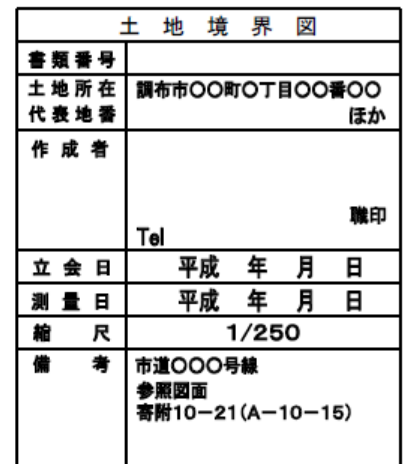 土地境界図
書類番号
土地所在 調布市〇〇町〇丁目〇〇番〇〇
代表地番 ほか
作成者
職印
Tel
立会日 平成 年 月 日
測量日 平成 年 月 日
縮尺 1/250
備考 市道〇〇〇号線
参照図面
寄附10－21(A－10－15)